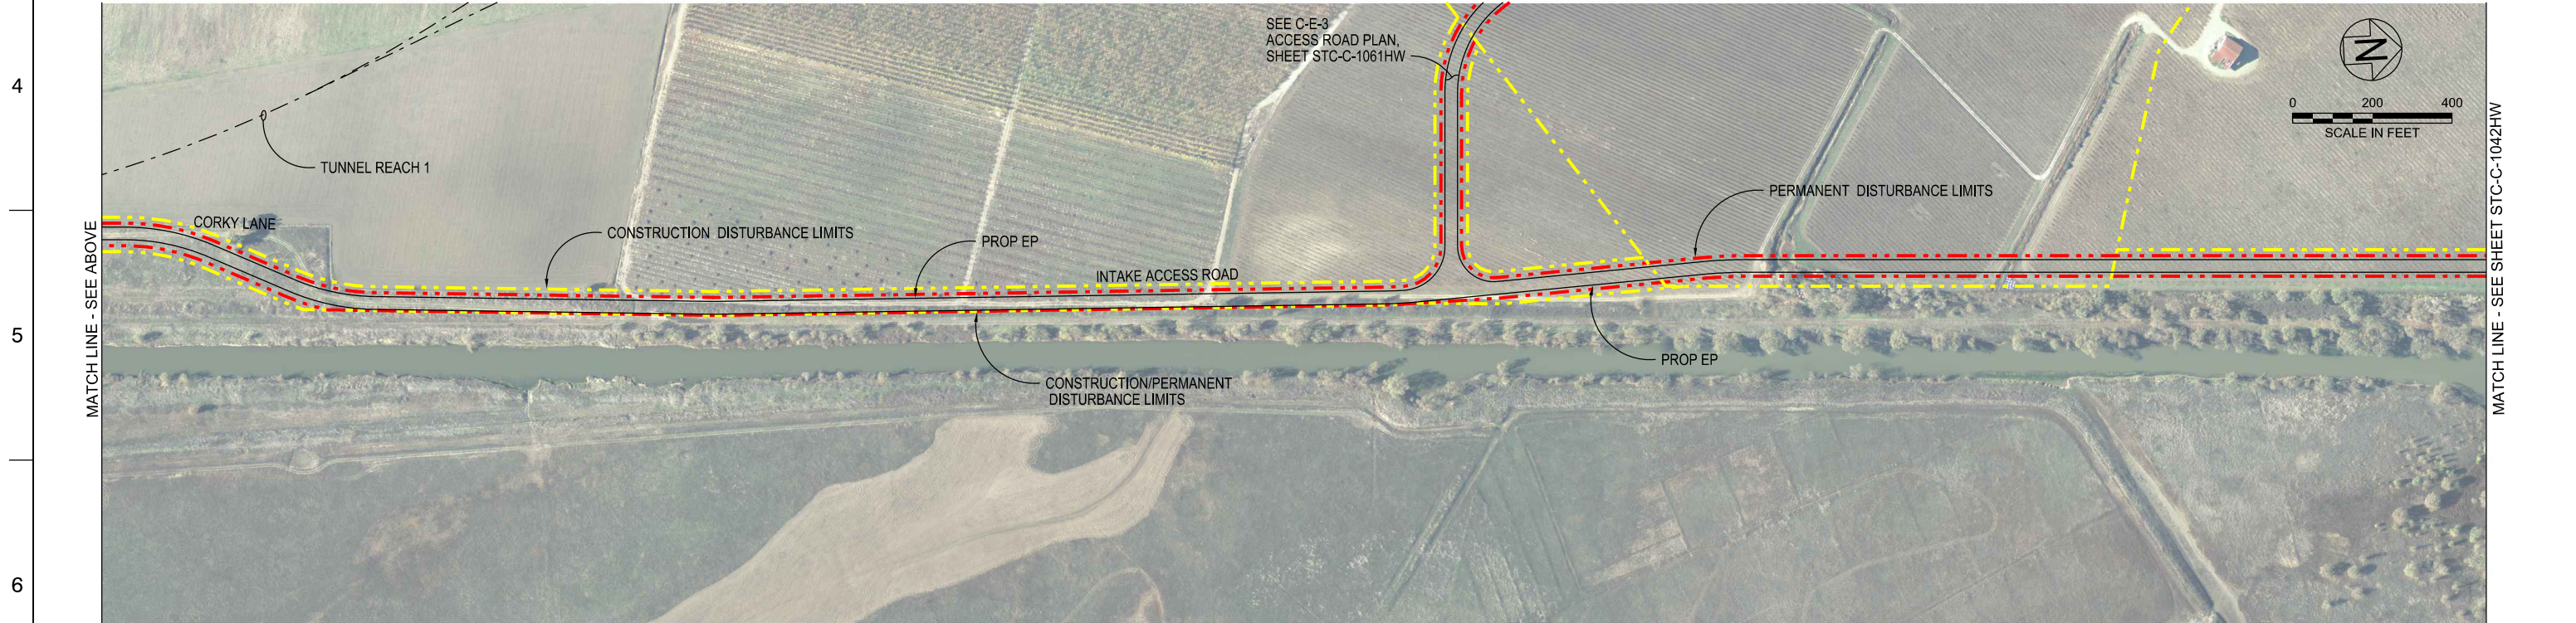 4
5
6
MATCH LINE - SEE ABOVE
TUNNEL REACH 1
CORKY LANE
CONSTRUCTION DISTURBANCE LIMITS
PROP EP
INTAKE ACCESS ROAD
CONSTRUCTION/PERMANENT
DISTURBANCE LIMITS
SEE C-E-3
ACCESS ROAD PLAN,
SHEET STC-C-1061HW
PERMANENT DISTURBANCE LIMITS
PROP EP
N
0 200 400
SCALE IN FEET
MATCH LINE - SEE SHEET STC-C-1042HW